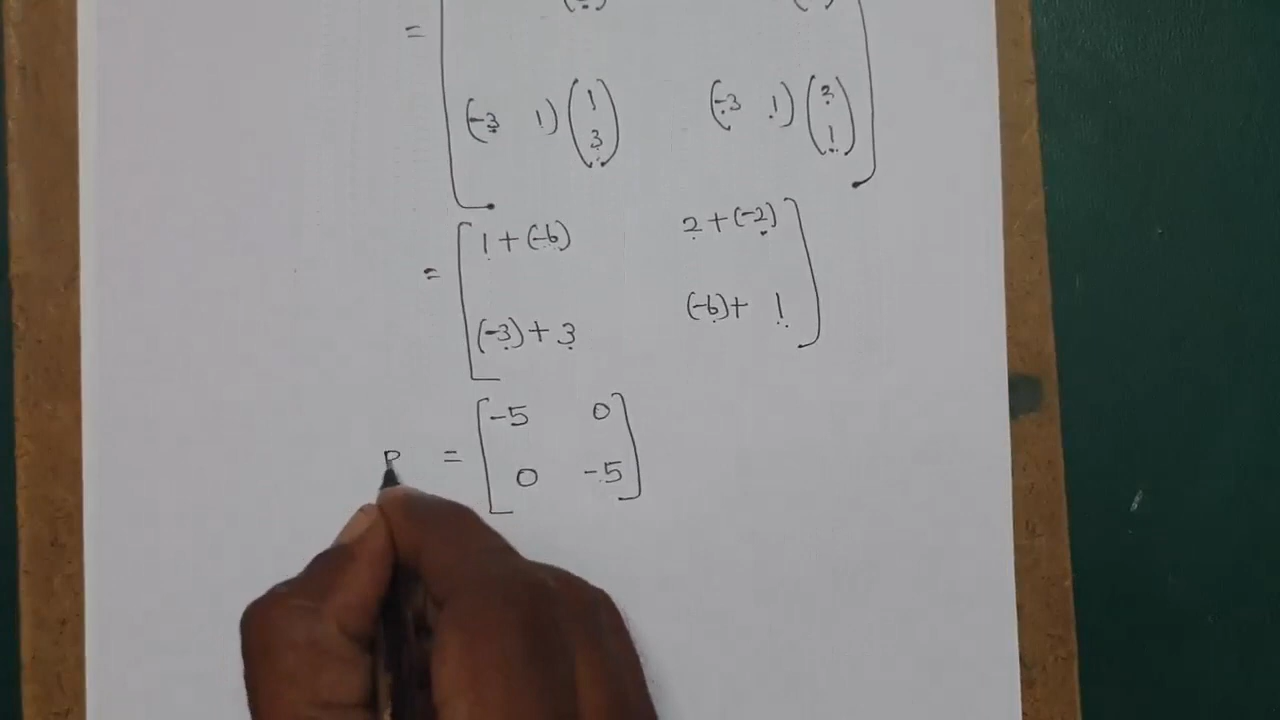 =
(-3 1) (1 3) (-3 1) (2 1)
= [1 + (-6) 2 + (-2)
(-3) + 3 (-6) + 1]
P = [-5 0
0 -5]